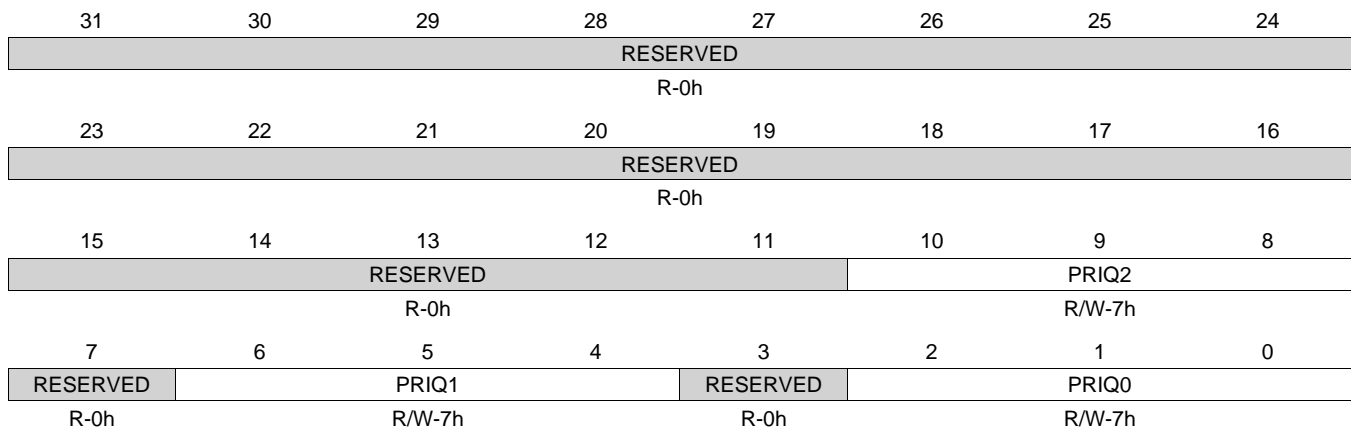 31 30 29 28 27 26 25 24
RESERVED
R-0h
23 22 21 20 19 18 17 16
RESERVED
R-0h
15 14 13 12 11 10 9 8
RESERVED PRIQ2
R-0h R/W-7h
7 6 5 4 3 2 1 0
RESERVED PRIQ1 RESERVED PRIQ0
R-0h R/W-7h R-0h R/W-7h